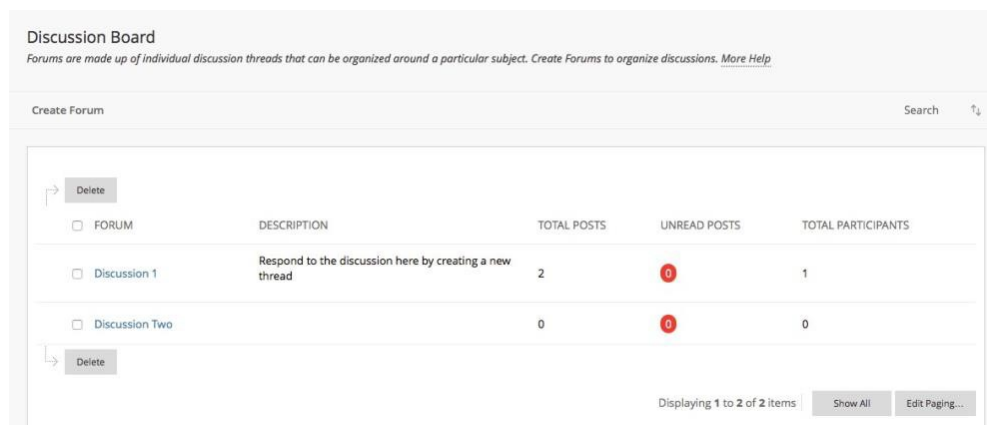 Discussion Board
Forums are made up of individual discussion threads that can be organized around a particular subject. Create Forums to organize discussions. More Help
Create Forum Search
Delete
FORUM DESCRIPTION TOTAL POSTS UNREAD POSTS TOTAL PARTICIPANTS
Discussion 1 Respond to the discussion here by creating a new thread 2 0 1
Discussion Two 0 0 0
Delete
Displaying 1 to 2 of 2 items Show All Edit Paging...